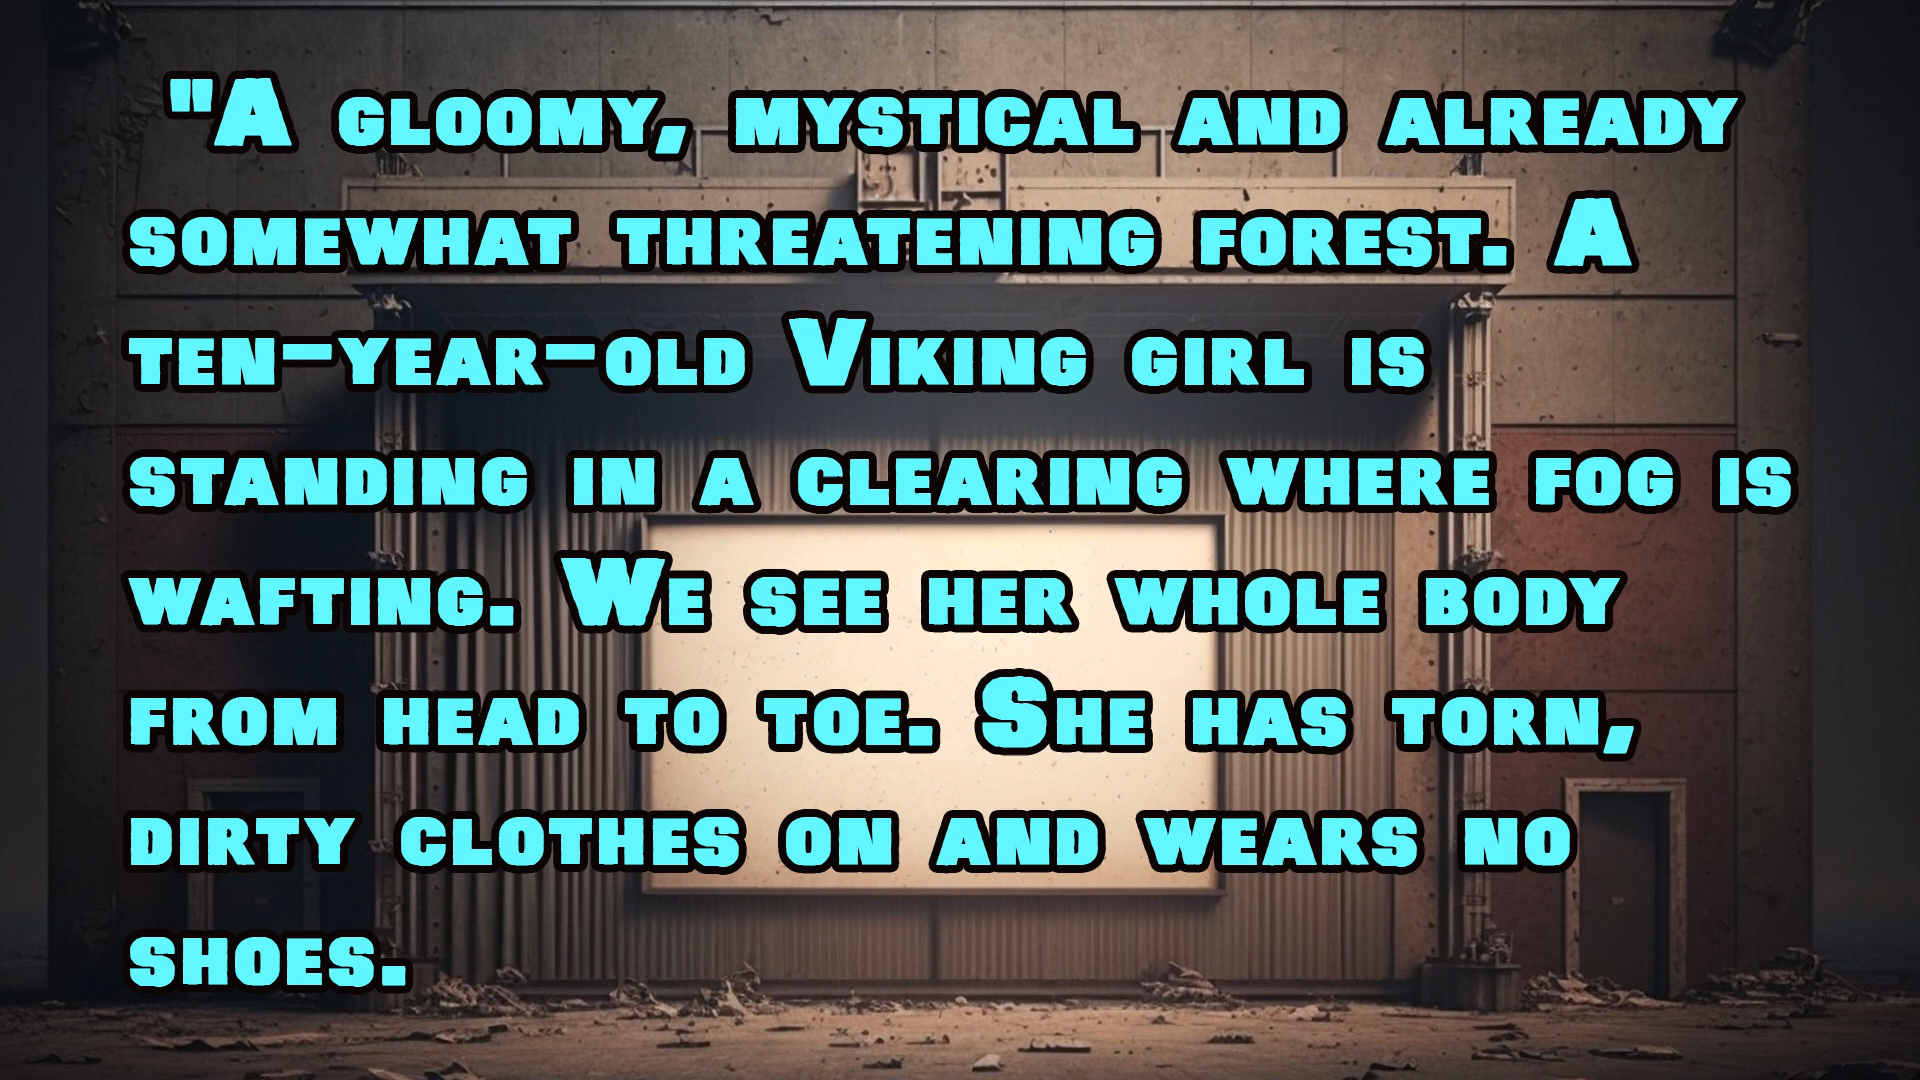 "A gloomy, mystical and already
somewhat threatening forest. A
ten-year-old Viking girl is
standing in a clearing where fog is
wafting. We see her whole body
from head to toe. She has torn,
dirty clothes on and wears no
shoes.